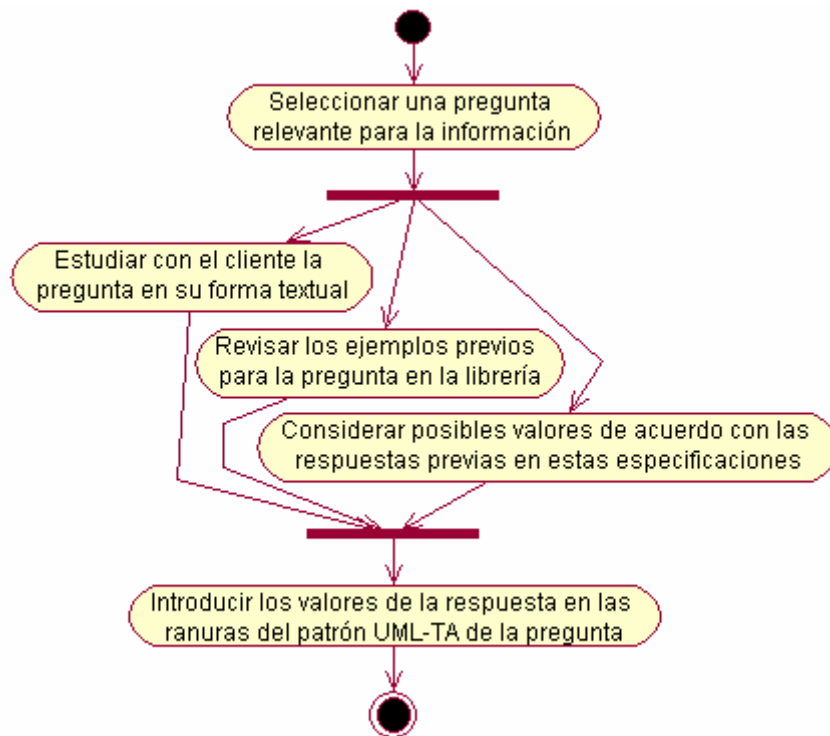 Seleccionar una pregunta
relevante para la información
Estudiar con el cliente la
pregunta en su forma textual
Revisar los ejemplos previos
para la pregunta en la librería
Considerar posibles valores de acuerdo con las
respuestas previas en estas especificaciones
Introducir los valores de la respuesta en las
ranuras del patrón UML-TA de la pregunta